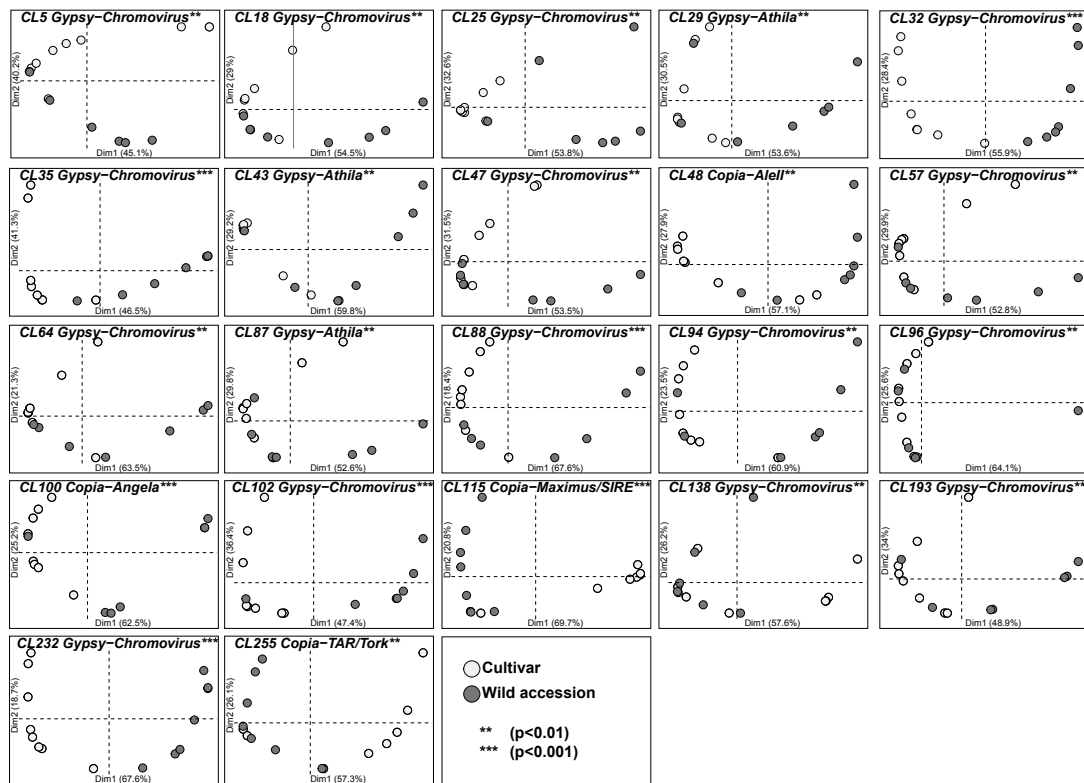 CL5 Gypsy−Chromovirus**
Dim2 (40.2%)
Dim1 (45.1%)
CL18 Gypsy−Chromovirus**
Dim2 (29%)
Dim1 (54.5%)
CL25 Gypsy−Chromovirus**
Dim2 (32.6%)
Dim1 (53.8%)
CL29 Gypsy−Athila**
Dim2 (30.5%)
Dim1 (53.6%)
CL32 Gypsy−Chromovirus***
Dim2 (28.4%)
Dim1 (55.9%)
CL35 Gypsy−Chromovirus***
Dim2 (41.3%)
Dim1 (46.5%)
CL43 Gypsy−Athila**
Dim2 (29.2%)
Dim1 (59.8%)
CL47 Gypsy−Chromovirus**
Dim2 (31.5%)
Dim1 (53.5%)
CL48 Copia−AleII**
Dim2 (27.9%)
Dim1 (57.1%)
CL57 Gypsy−Chromovirus**
Dim2 (29.9%)
Dim1 (52.8%)
CL64 Gypsy−Chromovirus**
Dim2 (21.3%)
Dim1 (63.5%)
CL87 Gypsy−Athila**
Dim2 (29.8%)
Dim1 (52.6%)
CL88 Gypsy−Chromovirus***
Dim2 (18.4%)
Dim1 (67.6%)
CL94 Gypsy−Chromovirus**
Dim2 (23.5%)
Dim1 (60.9%)
CL96 Gypsy−Chromovirus**
Dim2 (25.6%)
Dim1 (64.1%)
CL100 Copia−Angela***
Dim2 (25.2%)
Dim1 (62.5%)
CL102 Gypsy−Chromovirus***
Dim2 (36.4%)
Dim1 (47.4%)
CL115 Copia−Maximus/SIRE***
Dim2 (20.8%)
Dim1 (69.7%)
CL138 Gypsy−Chromovirus**
Dim2 (26.2%)
Dim1 (57.6%)
CL193 Gypsy−Chromovirus**
Dim2 (34%)
Dim1 (48.9%)
CL232 Gypsy−Chromovirus***
Dim2 (18.7%)
Dim1 (67.6%)
CL255 Copia−TAR/Tork**
Dim2 (26.1%)
Dim1 (57.3%)
Cultivar
Wild accession
** (p<0.01)
*** (p<0.001)